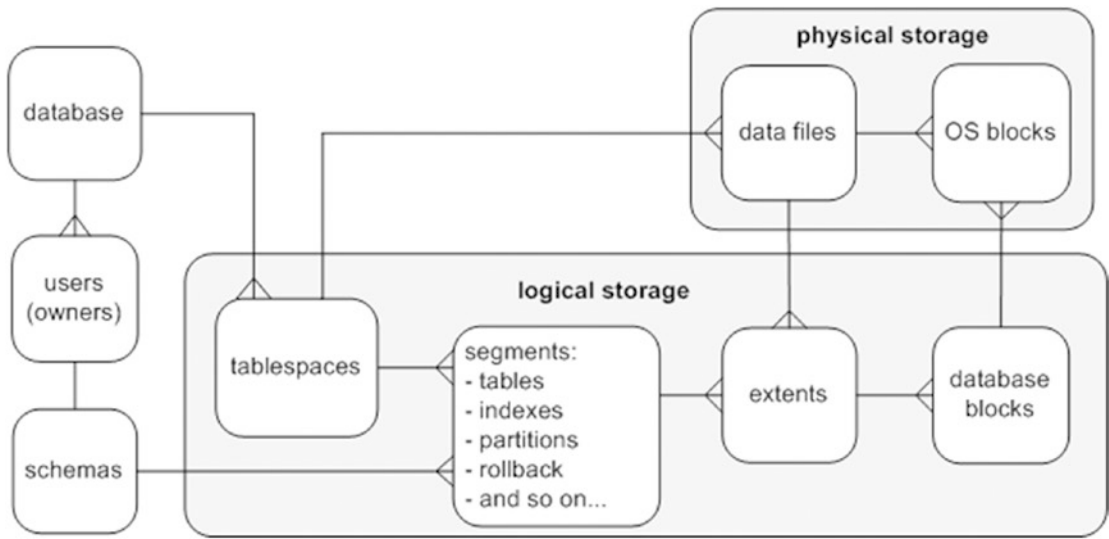 physical storage
database
data files
OS blocks
users
(owners)
logical storage
tablespaces
segments:
- tables
- indexes
- partitions
- rollback
- and so on...
extents
database
blocks
schemas